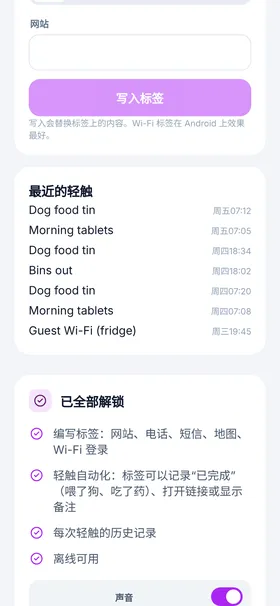 网站
写入标签
写入会替换标签上的内容。Wi-Fi 标签在 Android 上效果
最好。
最近的轻触
Dog food tin 周五07:12
Morning tablets 周五07:05
Dog food tin 周四18:34
Bins out 周四18:02
Dog food tin 周四07:20
Morning tablets 周四07:08
Guest Wi-Fi (fridge) 周三19:45
已全部解锁
编写标签：网站、电话、短信、地图、
Wi-Fi 登录
轻触自动化：标签可以记录“已完成”
（喂了狗、吃了药）、打开链接或显示
备注
每次轻触的历史记录
离线可用
声音